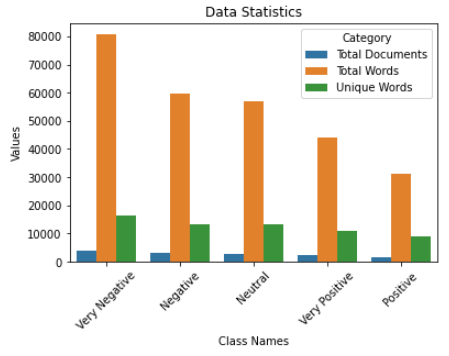 Data Statistics
Category
Total Documents
Total Words
Unique Words
Values
80000
70000
60000
50000
40000
30000
20000
10000
0
Very Negative
Negative
Neutral
Very Positive
Positive
Class Names